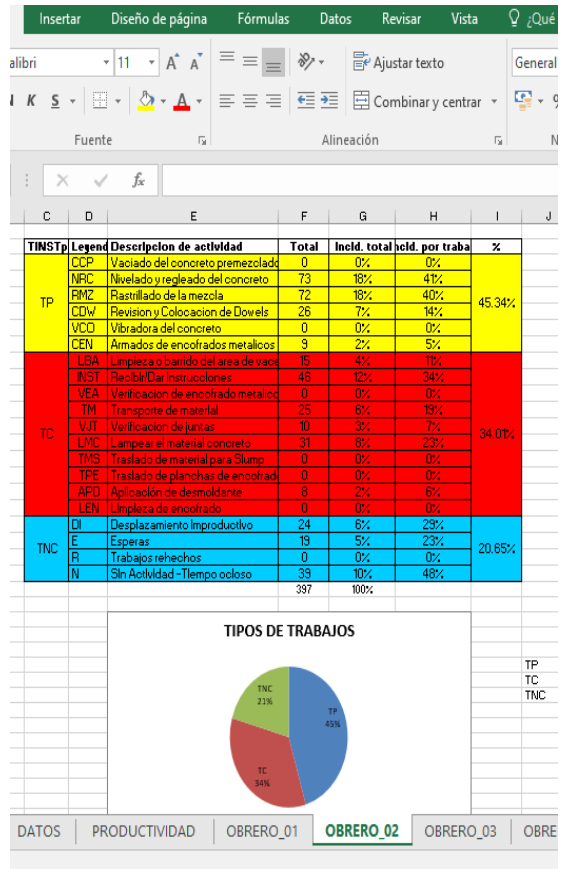 Insertar Diseño de página Fórmulas Datos Revisar Vista ¿Qué
alibri 11 A A Ajustar texto General
K S A Combinar y centrar
Fuente Alineación N
fx
C D E F G H I J
TINSTp Leyend Descripcion de actividad Total Incid. total ncid. por traba %
CCP Vaciado del concreto premezclado 0 0% 0%
NRC Nivelado y regleado del concreto 73 18% 41%
RMZ Rastrillado de la mezcla 72 18% 40%
TP CDW Revision y Colocacion de Dowels 26 7% 14% 45.34%
VCO Vibradora del concreto 0 0% 0%
CEN Armados de encofrados metalicos 9 2% 5%
LBA Limpieza o barrido del area de vace 15 4% 11%
INST Recibir/Dar Instrucciones 46 12% 34%
VEA Verificacion de encofrado metalico 0 0% 0%
TM Transporte de material 25 6% 19%
TC VJT Verificacion de juntas 10 3% 7% 34.01%
LMC Lampear el material concreto 31 8% 23%
TMS Traslado de material para Slump 0 0% 0%
TPE Traslado de planchas de encofrado 0 0% 0%
APD Aplicación de desmoldante 8 2% 6%
LEN Limpieza de encofrado 0 0% 0%
DI Desplazamiento Improductivo 24 6% 29%
TNC E Esperas 19 5% 23% 20.65%
R Trabajos rehechos 0 0% 0%
N Sin Actividad -Tiempo ocioso 39 10% 48%
397 100%
TIPOS DE TRABAJOS
TNC
21%
TP
45%
TC
34%
TP
TC
TNC
DATOS PRODUCTIVIDAD OBRERO_01 OBRERO_02 OBRERO_03 OBRE